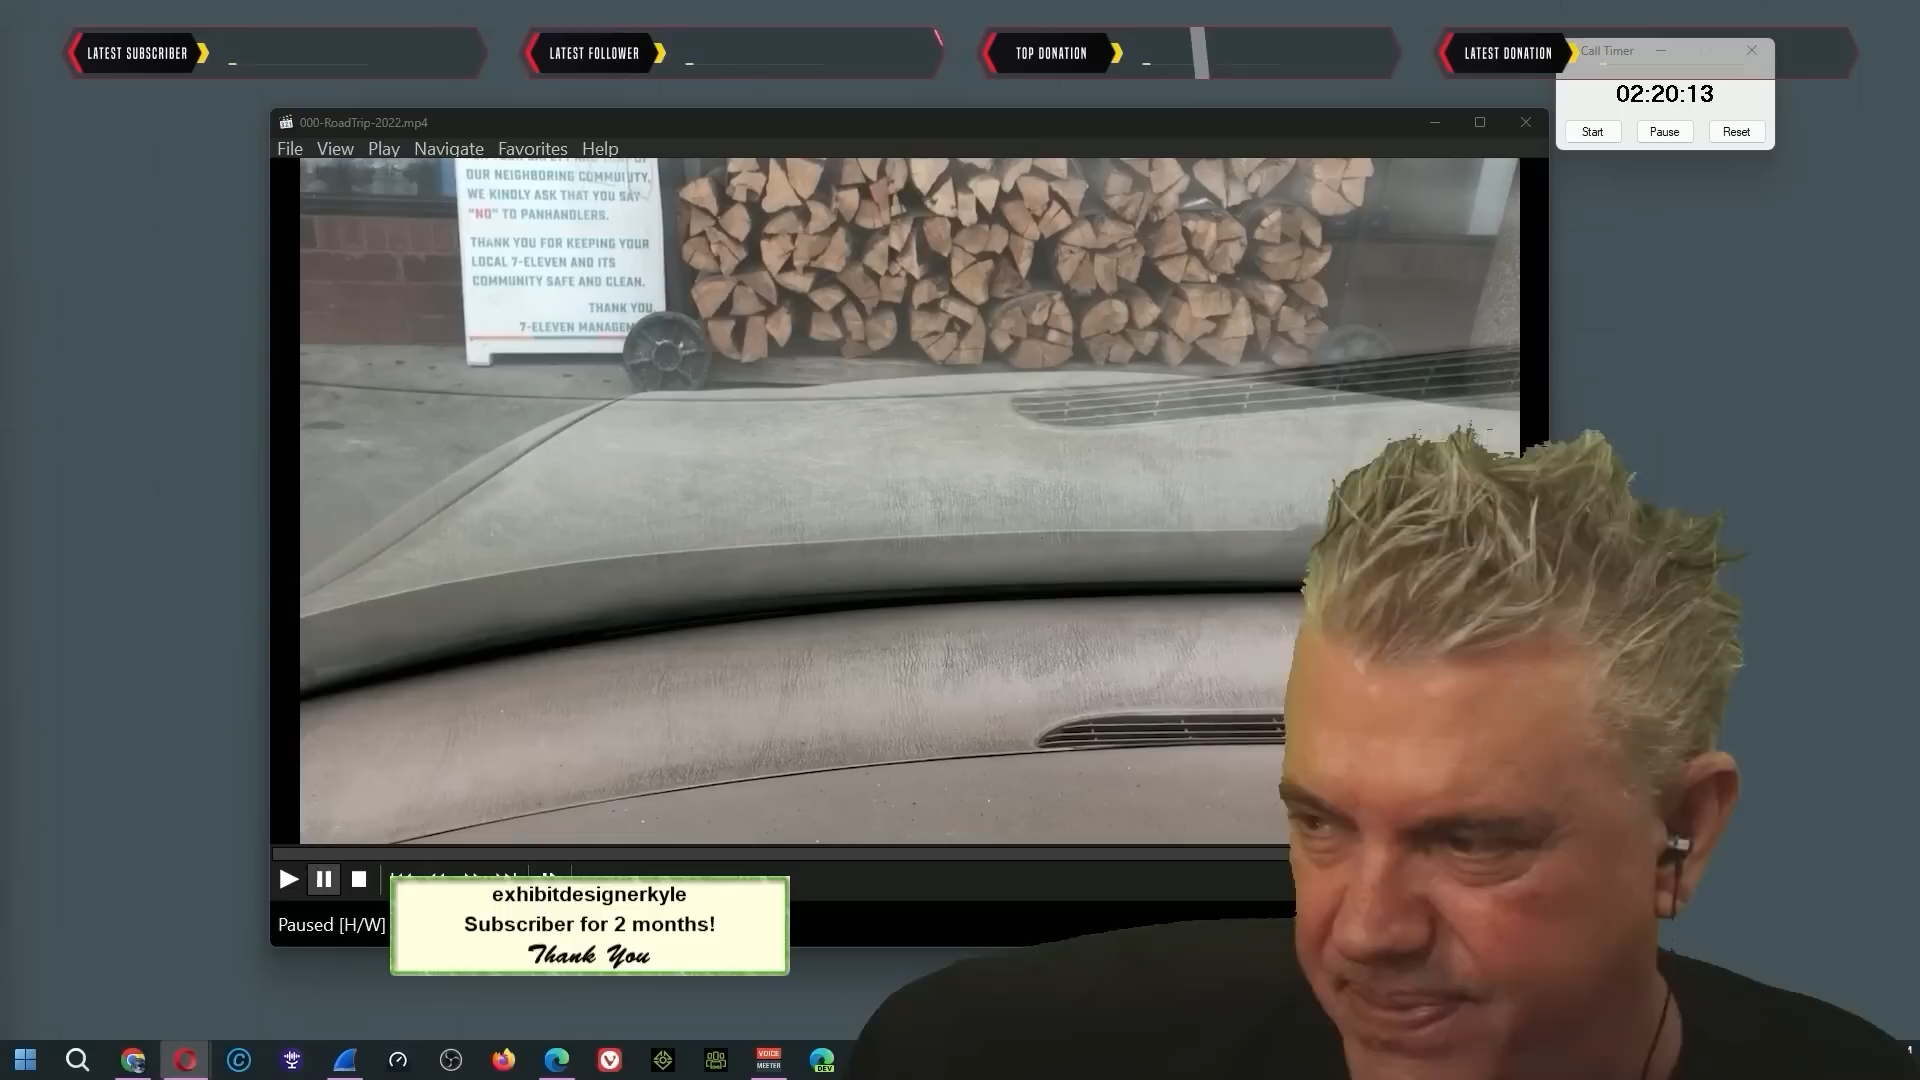 LATEST SUBSCRIBER
LATEST FOLLOWER
TOP DONATION
LATEST DONATION
Call Timer
02:20:13
Start Pause Reset
000-RoadTrip-2022.mp4
File View Play Navigate Favorites Help
OUR NEIGHBORING COMMUNITY,
WE KINDLY ASK THAT YOU SAY
"NO" TO PANHANDLERS.
THANK YOU FOR KEEPING YOUR
LOCAL 7-ELEVEN AND ITS
COMMUNITY SAFE AND CLEAN.
THANK YOU,
7-ELEVEN
Paused [H/W]
exhibitdesignerkyle
Subscriber for 2 months!
Thank You
VOICE
MEETER
DEV